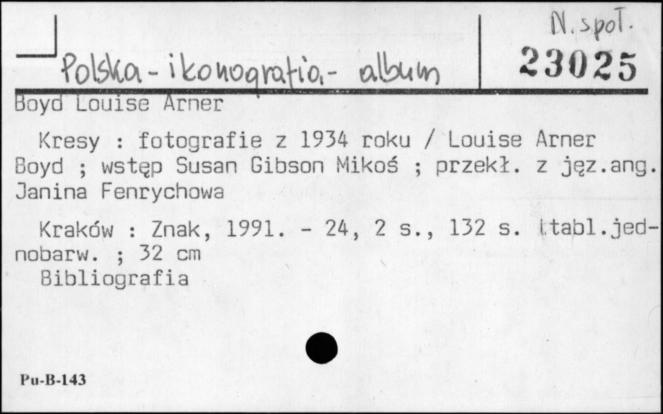 N. społ.
Polska - ikonografia - album
23025
Boyd Louise Arner
Kresy : fotografie z 1934 roku / Louise Arner
Boyd ; wstęp Susan Gibson Mikoś ; przekł. z jęz.ang.
Janina Fenrychowa
Kraków : Znak, 1991. - 24, 2 s., 132 s. tabl.jed-
nobarw. ; 32 cm
Bibliografia
Pu-B-143